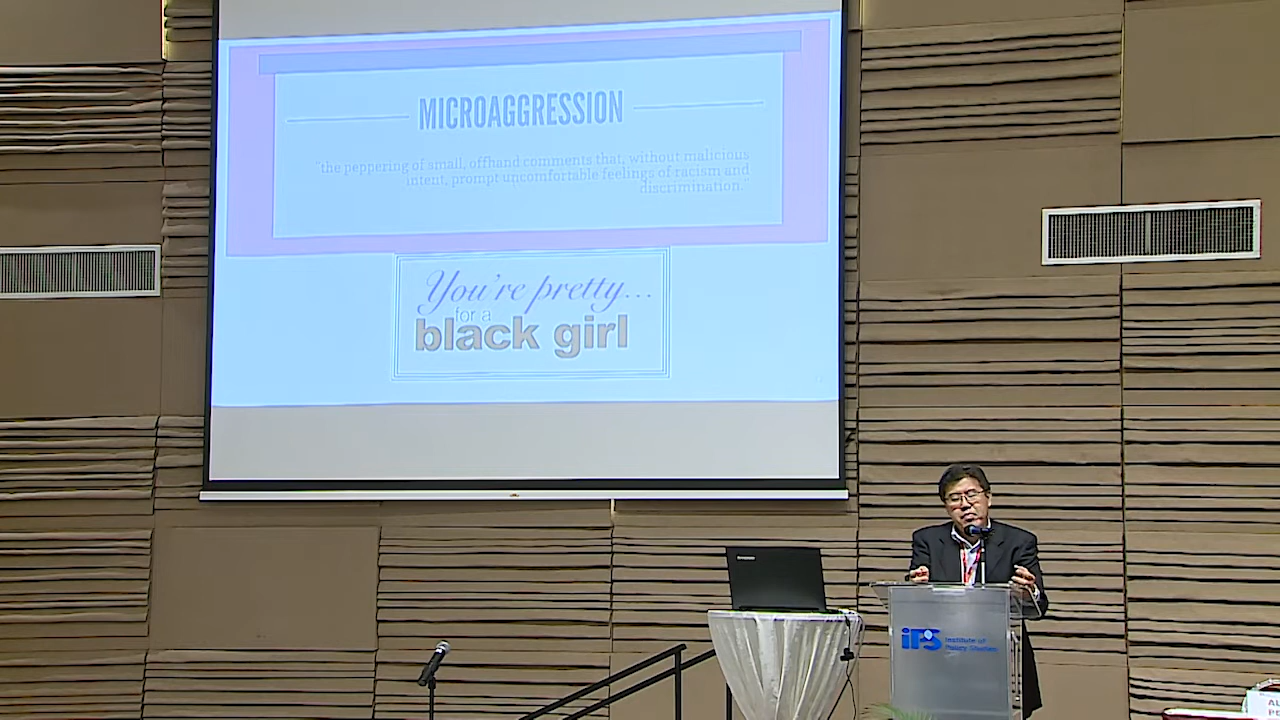 MICROAGGRESSION
"the peppering of small, offhand comments that, without malicious
intent, prompt uncomfortable feelings of racism and
discrimination."
You're pretty...
for a
black girl
lenovo
iPS
Institute of
Policy Studies